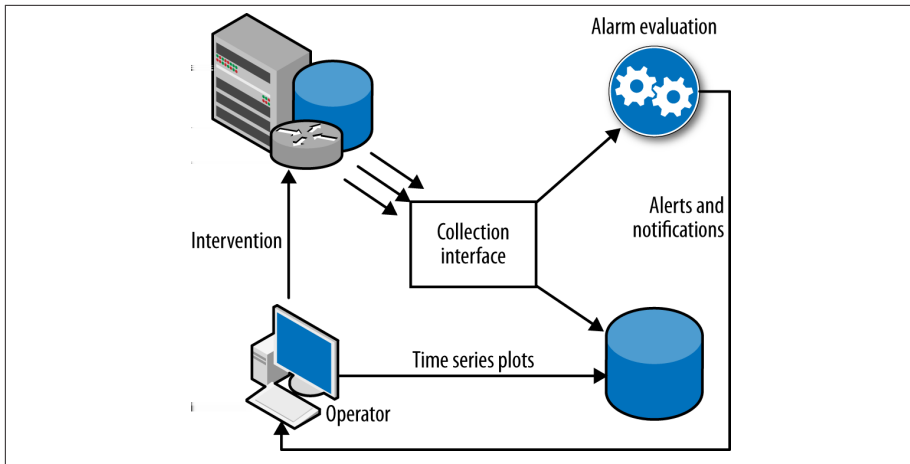 Alarm evaluation
Alerts and
notifications
Collection
interface
Intervention
Time series plots
Operator